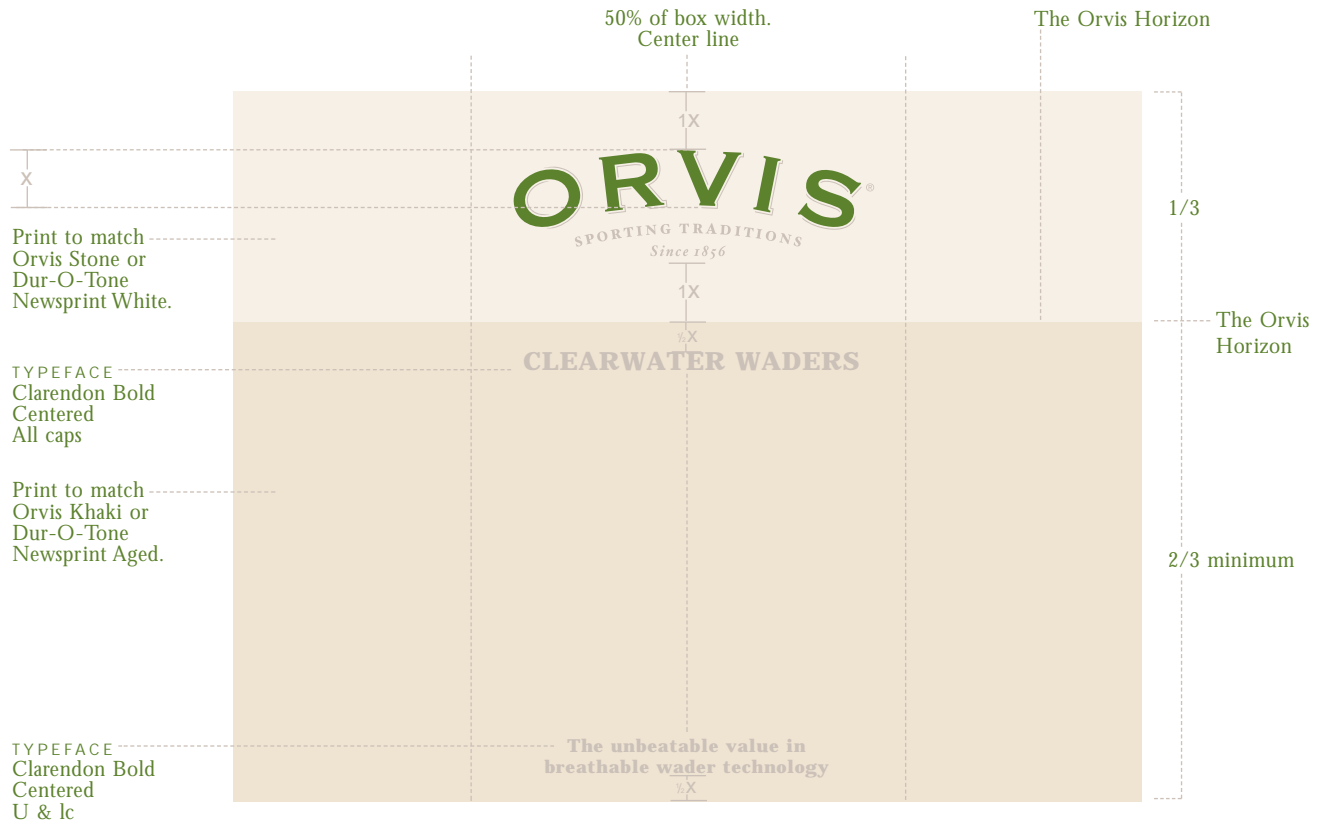 50% of box width.
Center line
The Orvis Horizon
1X
X
ORVIS®
SPORTING TRADITIONS
Since 1856
1/3
Print to match
Orvis Stone or
Dur-O-Tone
Newsprint White.
1X
The Orvis
Horizon
½X
CLEARWATER WADERS
TYPEFACE
Clarendon Bold
Centered
All caps
Print to match
Orvis Khaki or
Dur-O-Tone
Newsprint Aged.
2/3 minimum
TYPEFACE
Clarendon Bold
Centered
U & lc
The unbeatable value in
breathable wader technology
½X